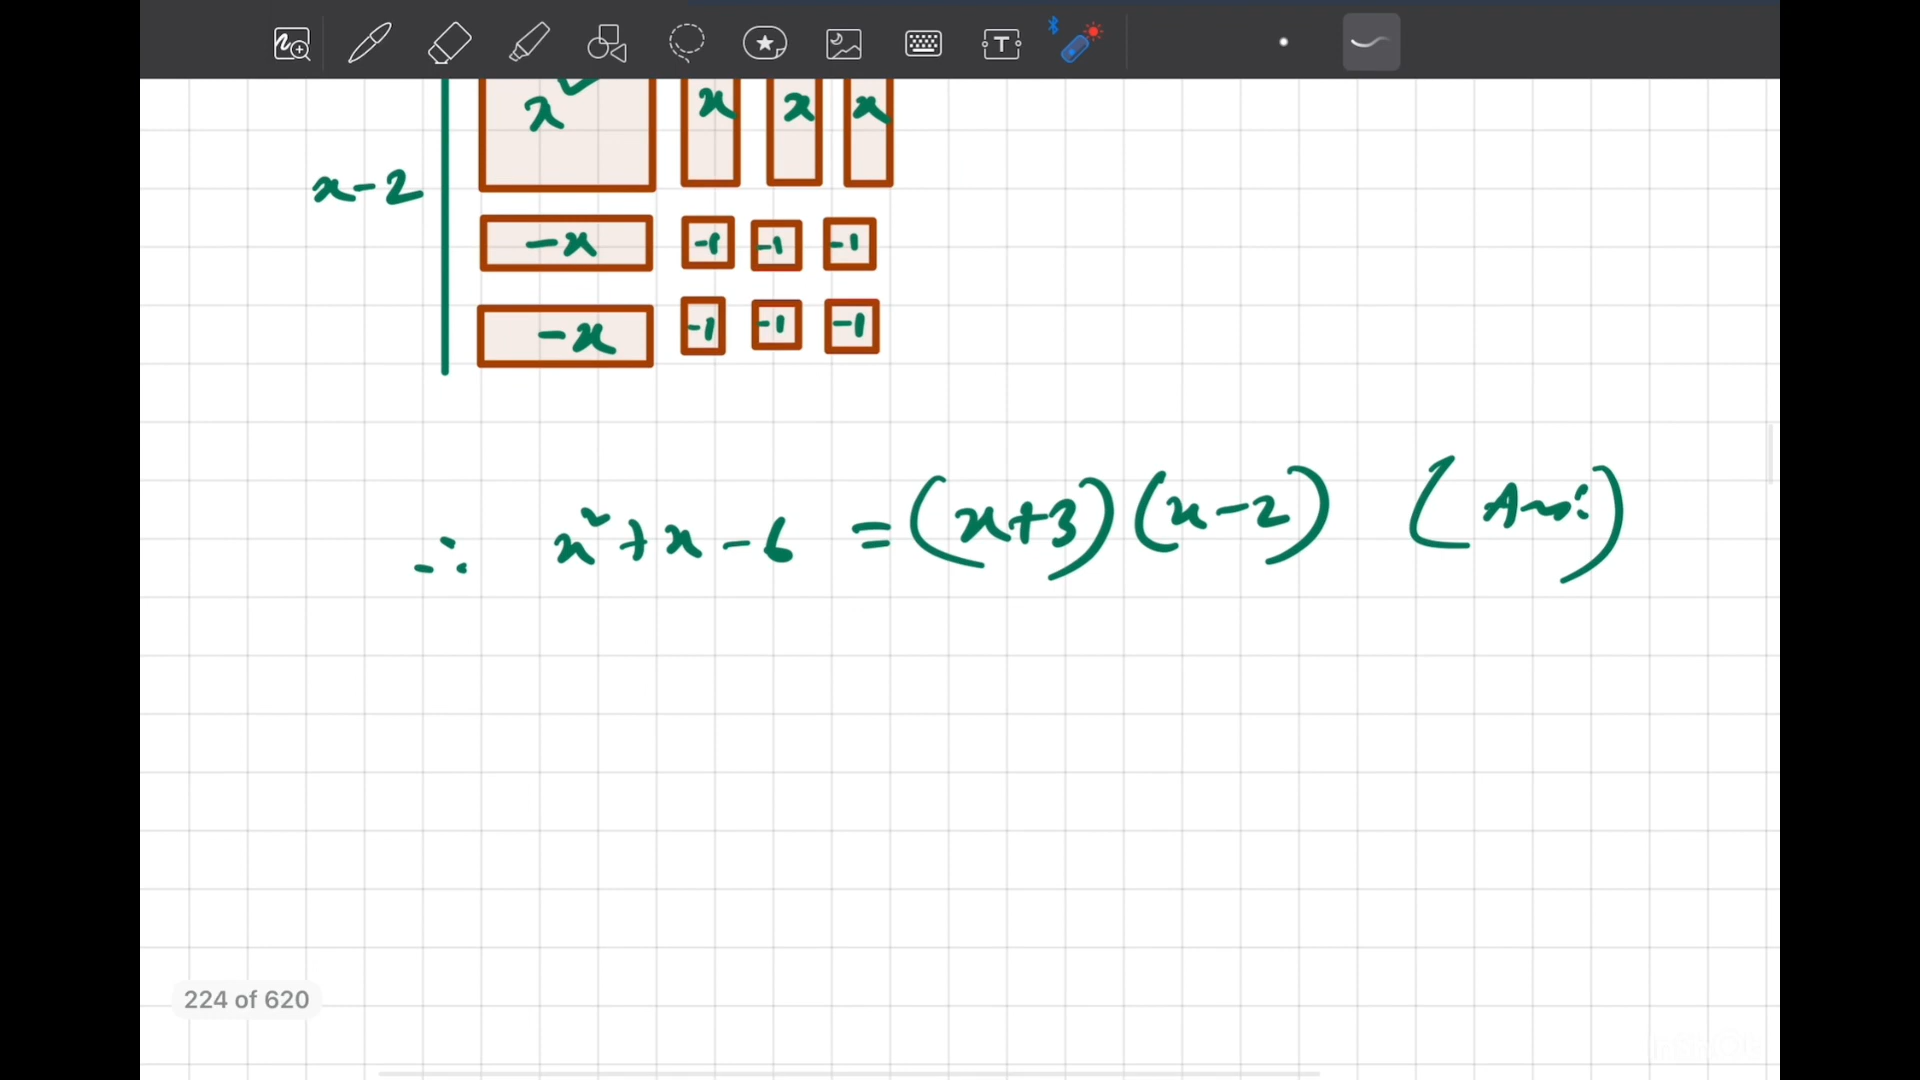 x² x x x
x-2
-x -1 -1 -1
-x -1 -1 -1
∴ x²+x-6 = (x+3)(x-2) (Ans:)
224 of 620